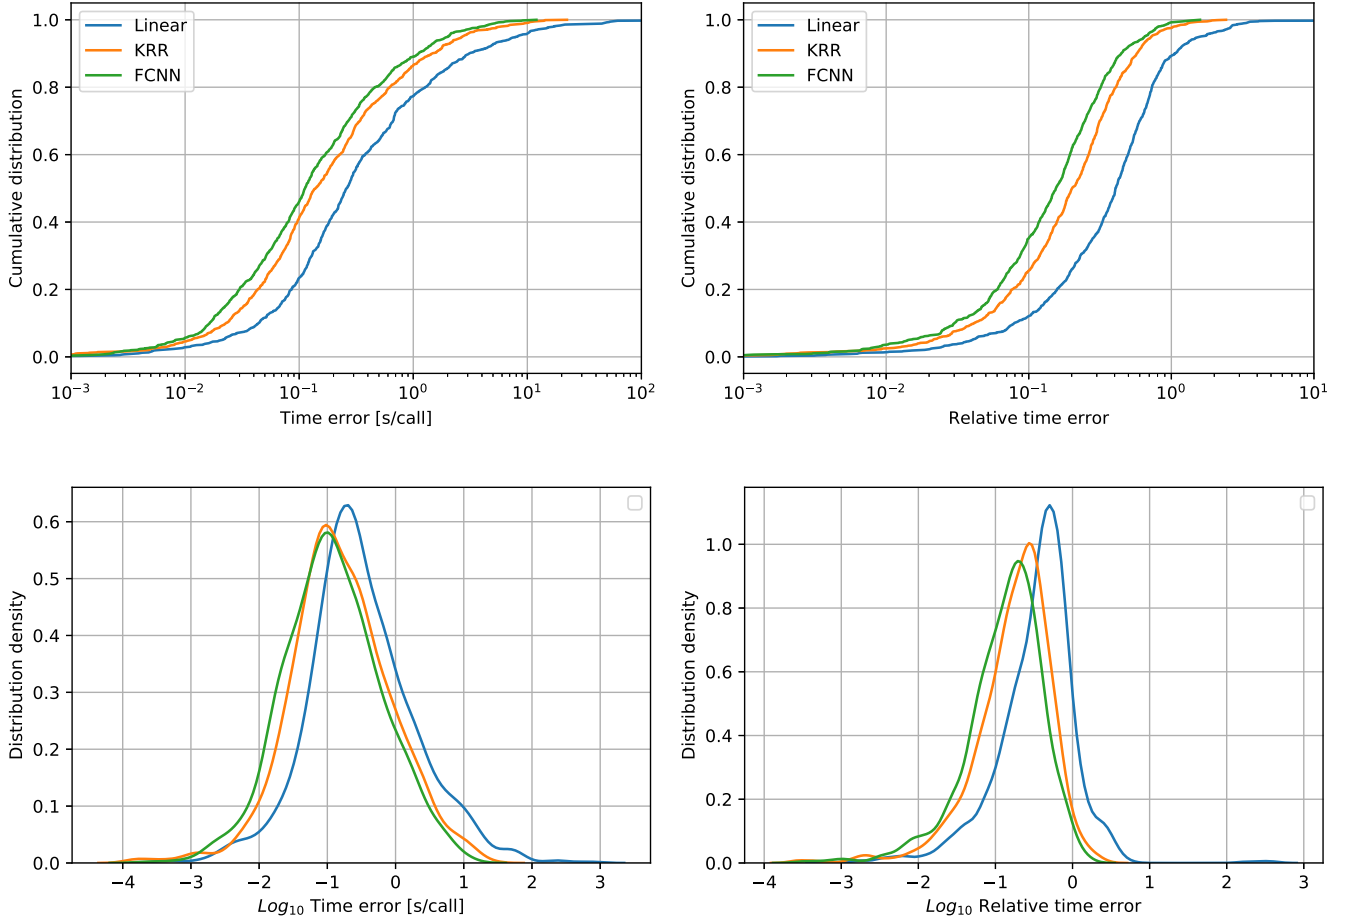 1.0
0.8
0.6
0.4
0.2
0.0
Cumulative distribution
Linear
KRR
FCNN
10⁻³ 10⁻² 10⁻¹ 10⁰ 10¹ 10²
Time error [s/call]
1.0
0.8
0.6
0.4
0.2
0.0
Cumulative distribution
Linear
KRR
FCNN
10⁻³ 10⁻² 10⁻¹ 10⁰ 10¹
Relative time error
0.6
0.5
0.4
0.3
0.2
0.1
0.0
Distribution density
−4 −3 −2 −1 0 1 2 3
Log₁₀ Time error [s/call]
1.0
0.8
0.6
0.4
0.2
0.0
Distribution density
−4 −3 −2 −1 0 1 2 3
Log₁₀ Relative time error